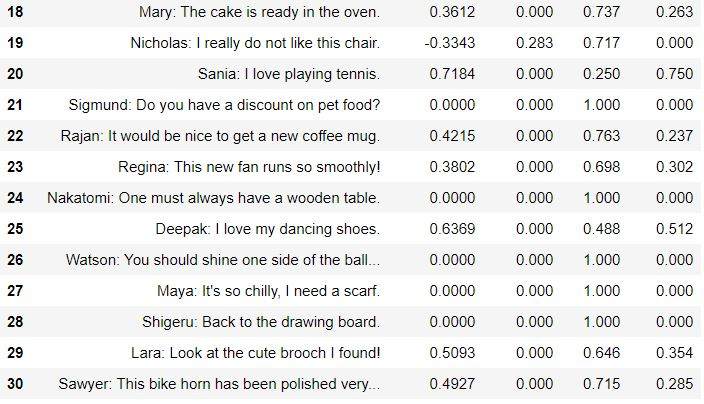 18 Mary: The cake is ready in the oven. 0.3612 0.000 0.737 0.263
19 Nicholas: I really do not like this chair. -0.3343 0.283 0.717 0.000
20 Sania: I love playing tennis. 0.7184 0.000 0.250 0.750
21 Sigmund: Do you have a discount on pet food? 0.0000 0.000 1.000 0.000
22 Rajan: It would be nice to get a new coffee mug. 0.4215 0.000 0.763 0.237
23 Regina: This new fan runs so smoothly! 0.3802 0.000 0.698 0.302
24 Nakatomi: One must always have a wooden table. 0.0000 0.000 1.000 0.000
25 Deepak: I love my dancing shoes. 0.6369 0.000 0.488 0.512
26 Watson: You should shine one side of the ball... 0.0000 0.000 1.000 0.000
27 Maya: It's so chilly, I need a scarf. 0.0000 0.000 1.000 0.000
28 Shigeru: Back to the drawing board. 0.0000 0.000 1.000 0.000
29 Lara: Look at the cute brooch I found! 0.5093 0.000 0.646 0.354
30 Sawyer: This bike horn has been polished very... 0.4927 0.000 0.715 0.285